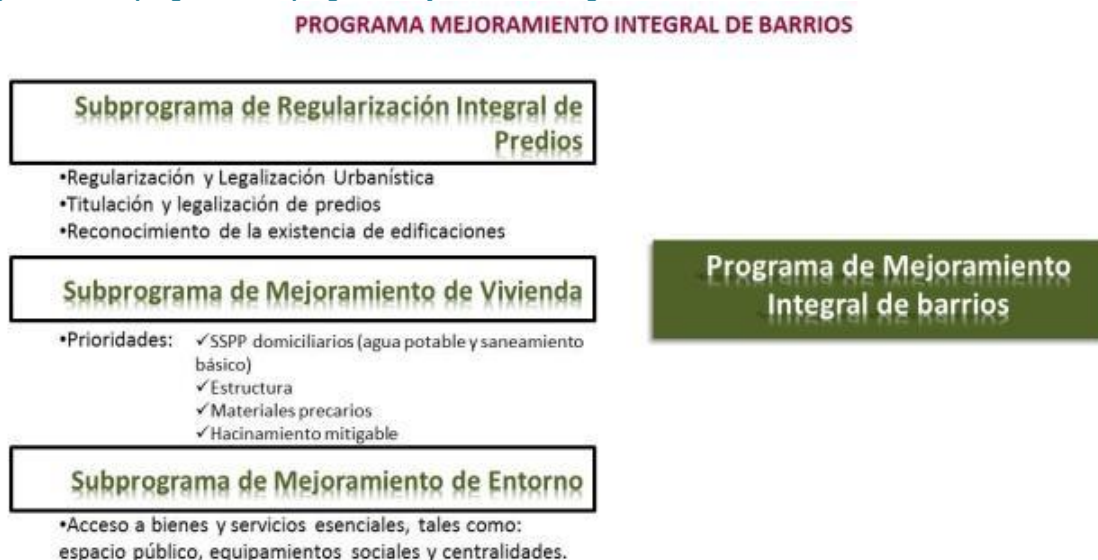 PROGRAMA MEJORAMIENTO INTEGRAL DE BARRIOS
Subprograma de Regularización Integral de
Predios
•Regularización y Legalización Urbanística
•Titulación y legalización de predios
•Reconocimiento de la existencia de edificaciones
Subprograma de Mejoramiento de Vivienda
•Prioridades: ✓SSPP domiciliarios (agua potable y saneamiento
básico)
✓Estructura
✓Materiales precarios
✓Hacinamiento mitigable
Subprograma de Mejoramiento de Entorno
•Acceso a bienes y servicios esenciales, tales como:
espacio público, equipamientos sociales y centralidades.
Programa de Mejoramiento
Integral de barrios